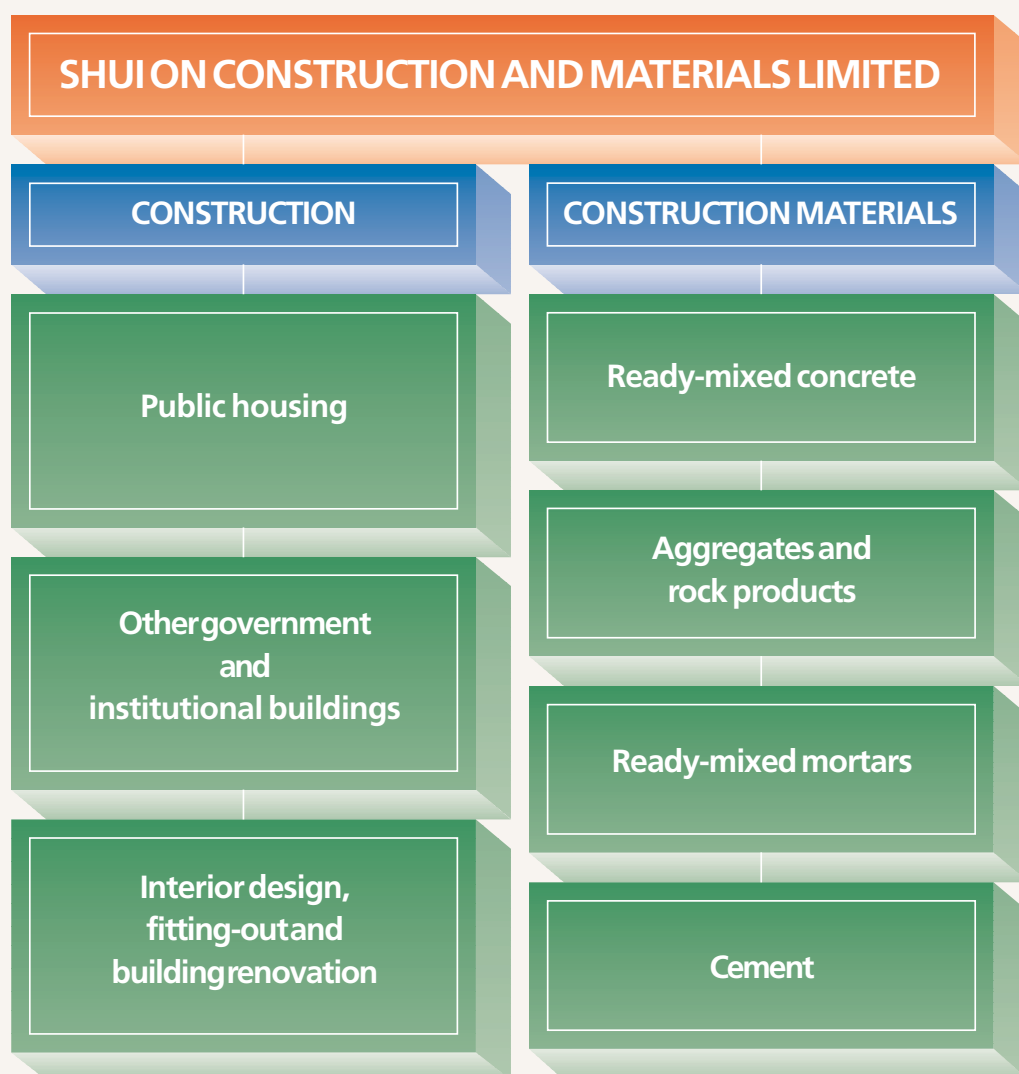 SHUI ON CONSTRUCTION AND MATERIALS LIMITED
CONSTRUCTION
Public housing
Other government
and
institutional buildings
Interior design,
fitting-out and
building renovation
CONSTRUCTION MATERIALS
Ready-mixed concrete
Aggregates and
rock products
Ready-mixed mortars
Cement